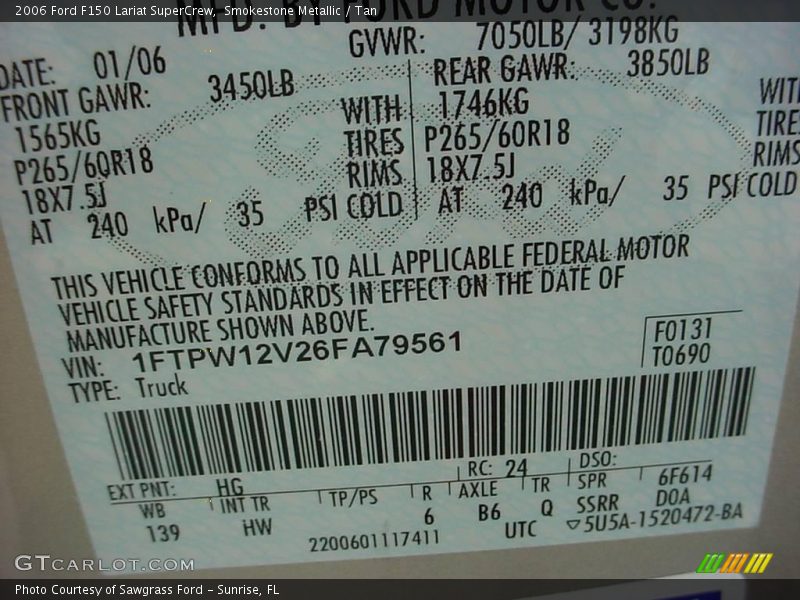 2006 Ford F150 Lariat SuperCrew, Smokestone Metallic / Tan
MFD. BY FORD MOTOR CO.
DATE: 01/06 GVWR: 7050LB/ 3198KG
FRONT GAWR: 3450LB REAR GAWR: 3850LB
1565KG WITH 1746KG WITH
P265/60R18 TIRES P265/60R18 TIRES
18X7.5J RIMS 18X7.5J RIMS
AT 240 kPa/ 35 PSI COLD AT 240 kPa/ 35 PSI COLD
THIS VEHICLE CONFORMS TO ALL APPLICABLE FEDERAL MOTOR
VEHICLE SAFETY STANDARDS IN EFFECT ON THE DATE OF
MANUFACTURE SHOWN ABOVE.
VIN: 1FTPW12V26FA79561 F0131
TYPE: Truck T0690
EXT PNT: HG RC: 24 DSO:
WB INT TR TP/PS R AXLE TR SPR 6F614
139 HW 6 B6 Q SSRR DOA
2200601117411 UTC ▽5U5A-1520472-BA
GTCARLOT.COM
Photo Courtesy of Sawgrass Ford - Sunrise, FL